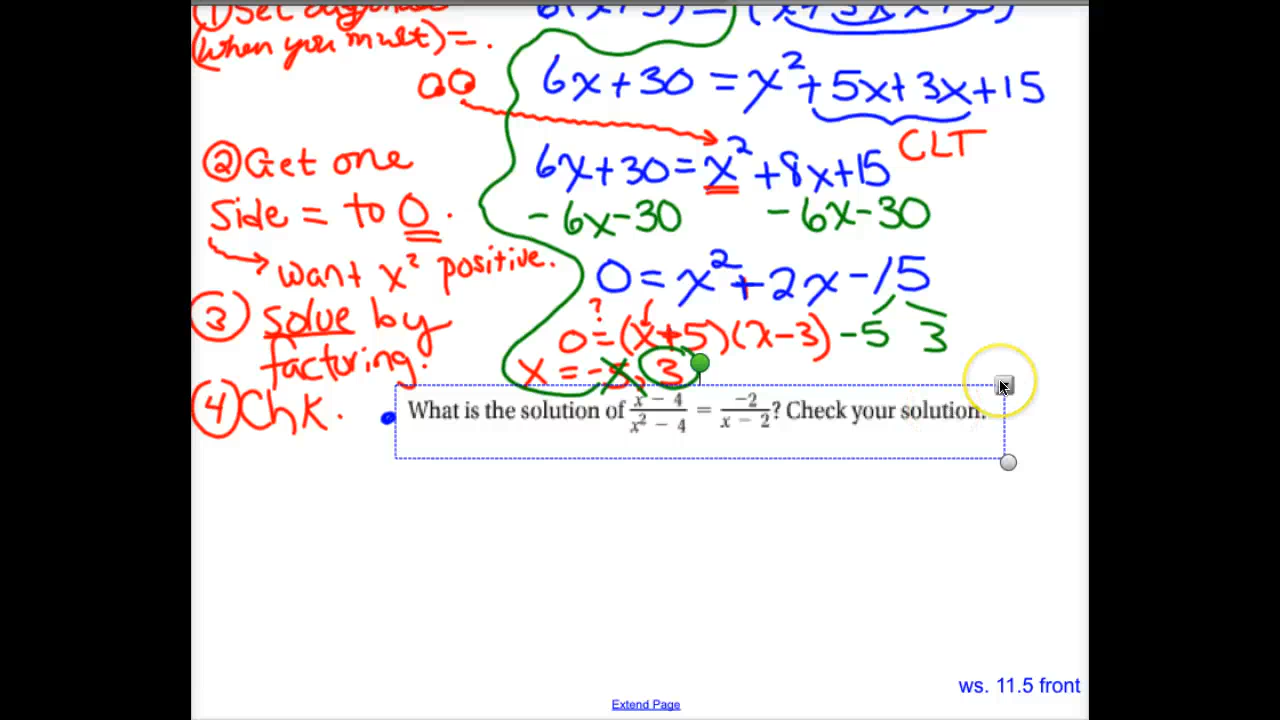 (when you mult) =.
6x+30 = x²+5x+3x+15
CLT
② Get one
side = to 0.
→ want x² positive.
6x+30 = x²+8x+15
-6x-30 -6x-30
0 = x²+2x-15
③ solve by
factoring.
?
0 = (x+5)(x-3) -5 3
x = -5, 3
④ Chk.
What is the solution of \frac{x - 4}{x² - 4} = \frac{-2}{x - 2}? Check your solution.
ws. 11.5 front
Extend Page